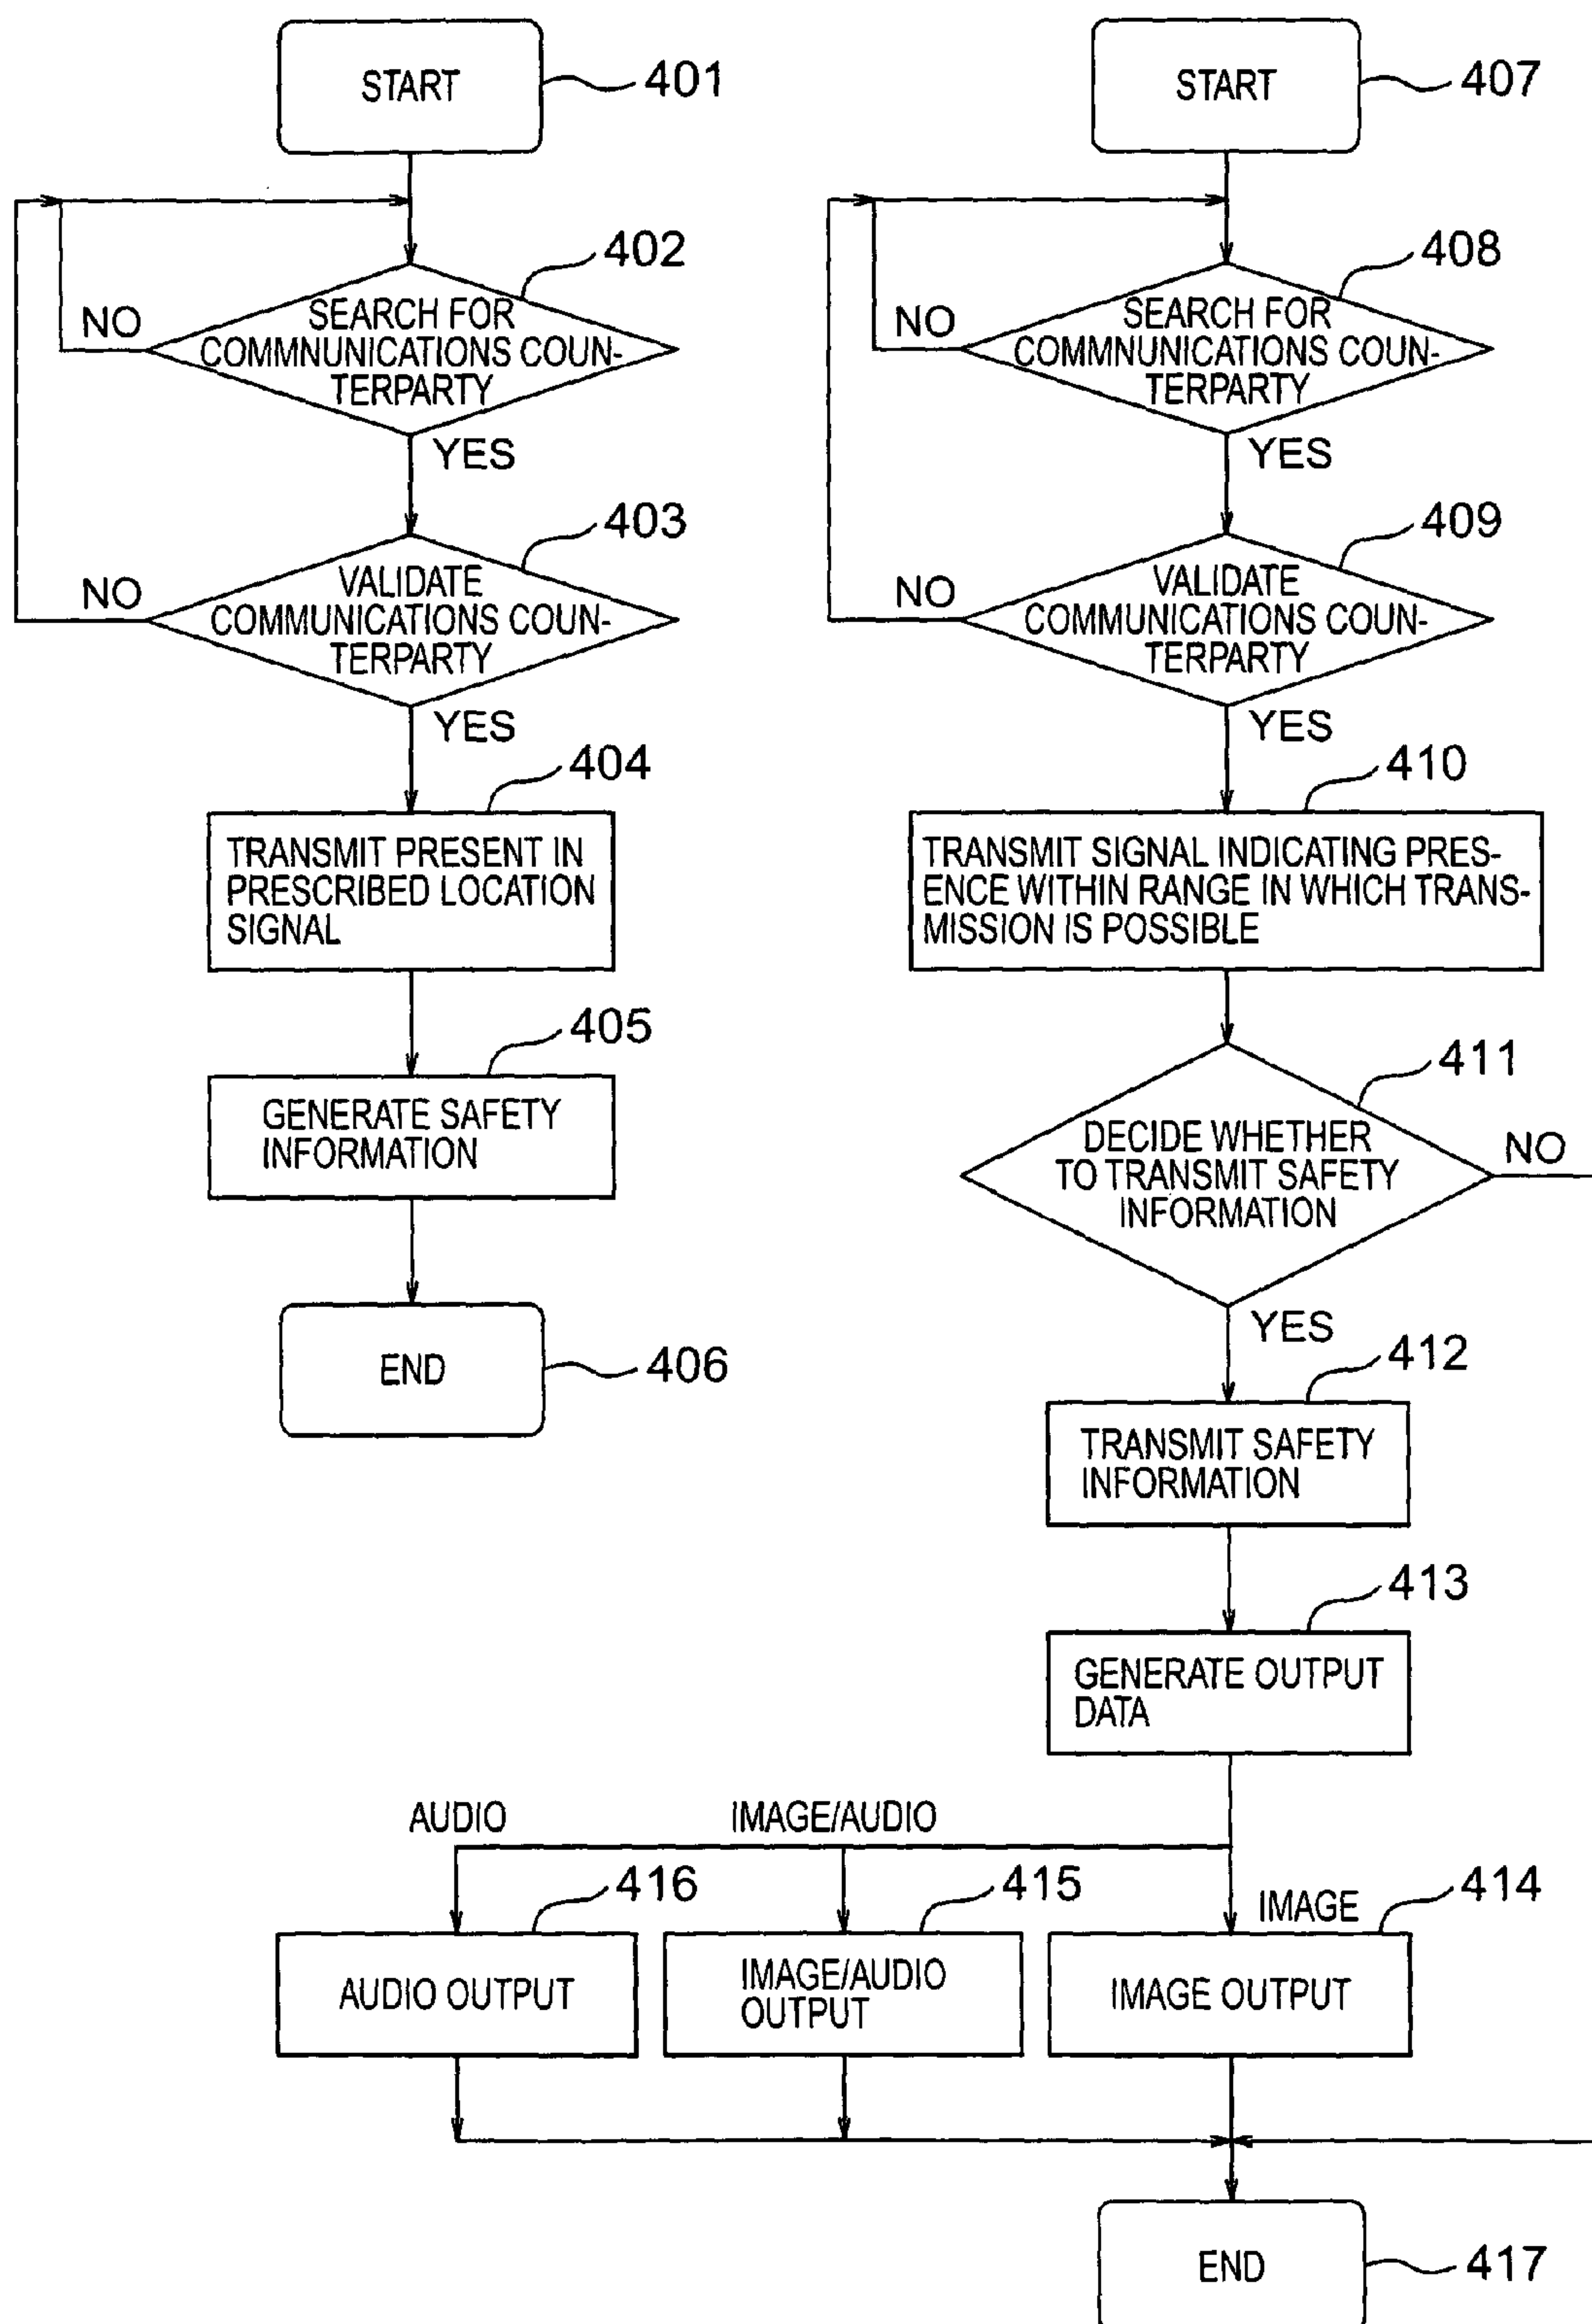 START
401
402
NO
SEARCH FOR
COMMNUNICATIONS COUN-
TERPARTY
YES
403
NO
VALIDATE
COMMUNICATIONS COUN-
TERPARTY
YES
404
TRANSMIT PRESENT IN
PRESCRIBED LOCATION
SIGNAL
405
GENERATE SAFETY
INFORMATION
END
406
START
407
408
NO
SEARCH FOR
COMMNUNICATIONS COUN-
TERPARTY
YES
409
NO
VALIDATE
COMMUNICATIONS COUN-
TERPARTY
YES
410
TRANSMIT SIGNAL INDICATING PRES-
ENCE WITHIN RANGE IN WHICH TRANS-
MISSION IS POSSIBLE
411
DECIDE WHETHER
TO TRANSMIT SAFETY
INFORMATION
NO
YES
412
TRANSMIT SAFETY
INFORMATION
413
GENERATE OUTPUT
DATA
AUDIO
IMAGE/AUDIO
416
415
IMAGE
414
AUDIO OUTPUT
IMAGE/AUDIO
OUTPUT
IMAGE OUTPUT
END
417